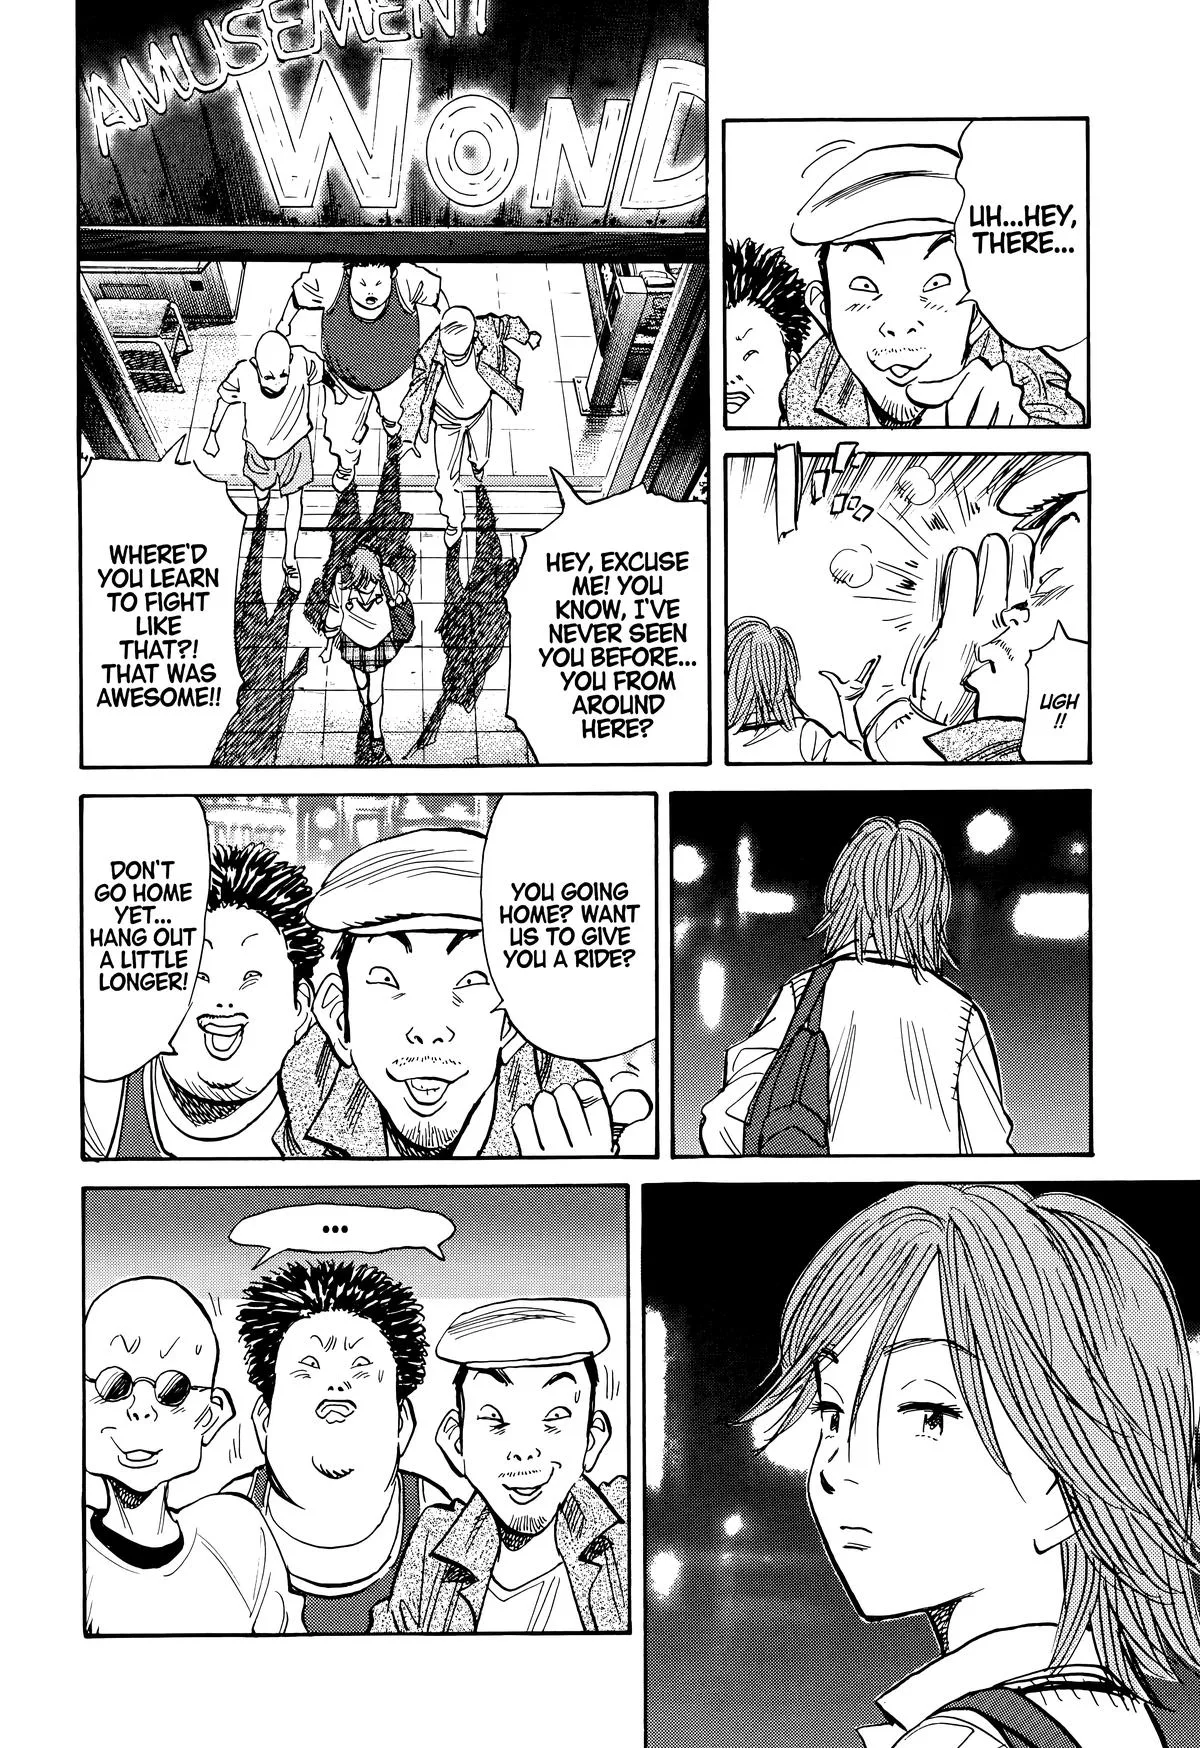 AMUSEMENT
WOND
UH...HEY,
THERE...
HEY, EXCUSE
ME! YOU
KNOW, I'VE
NEVER SEEN
YOU BEFORE...
YOU FROM
AROUND
HERE?
WHERE'D
YOU LEARN
TO FIGHT
LIKE
THAT?!
THAT WAS
AWESOME!!
UGH
!!
YOU GOING
HOME? WANT
US TO GIVE
YOU A RIDE?
DON'T
GO HOME
YET...
HANG OUT
A LITTLE
LONGER!
...